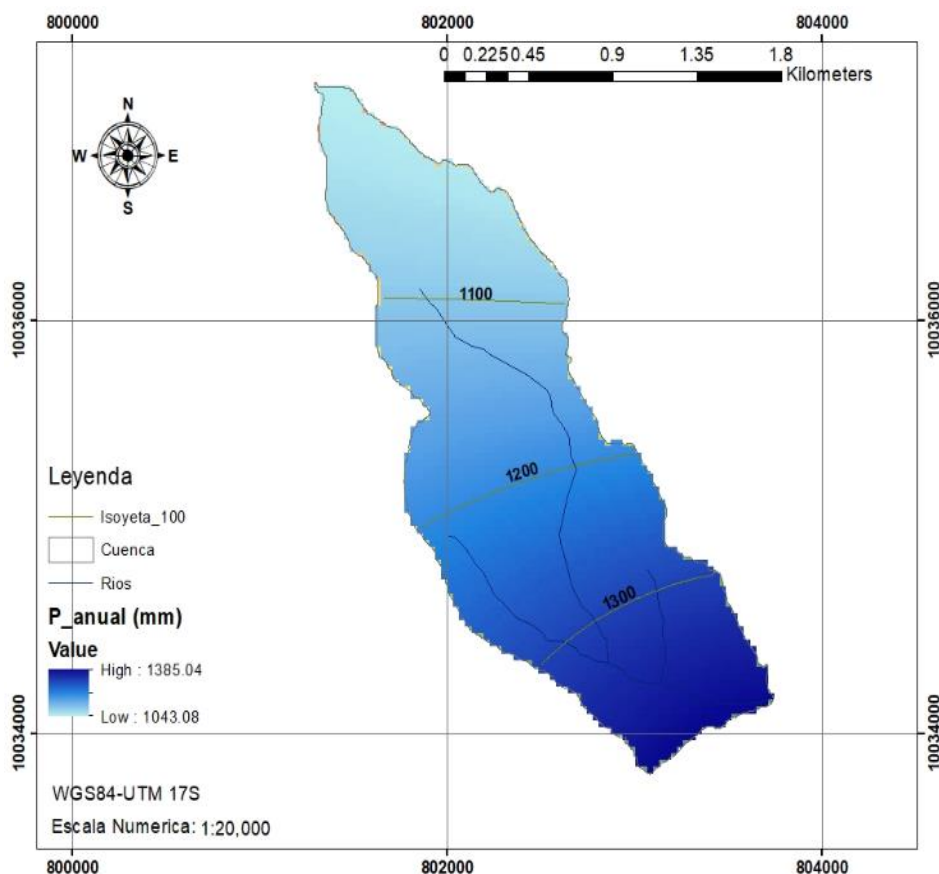 800000 802000 804000
0 0.225 0.45 0.9 1.35 1.8
Kilometers
N
W E
S
1100
10036000 10036000
1200
Leyenda
Isoyeta_100
Cuenca
Rios
1300
P_anual (mm)
Value
High : 1385.04
Low : 1043.08
10034000 10034000
WGS84-UTM 17S
Escala Numerica: 1:20,000
800000 802000 804000